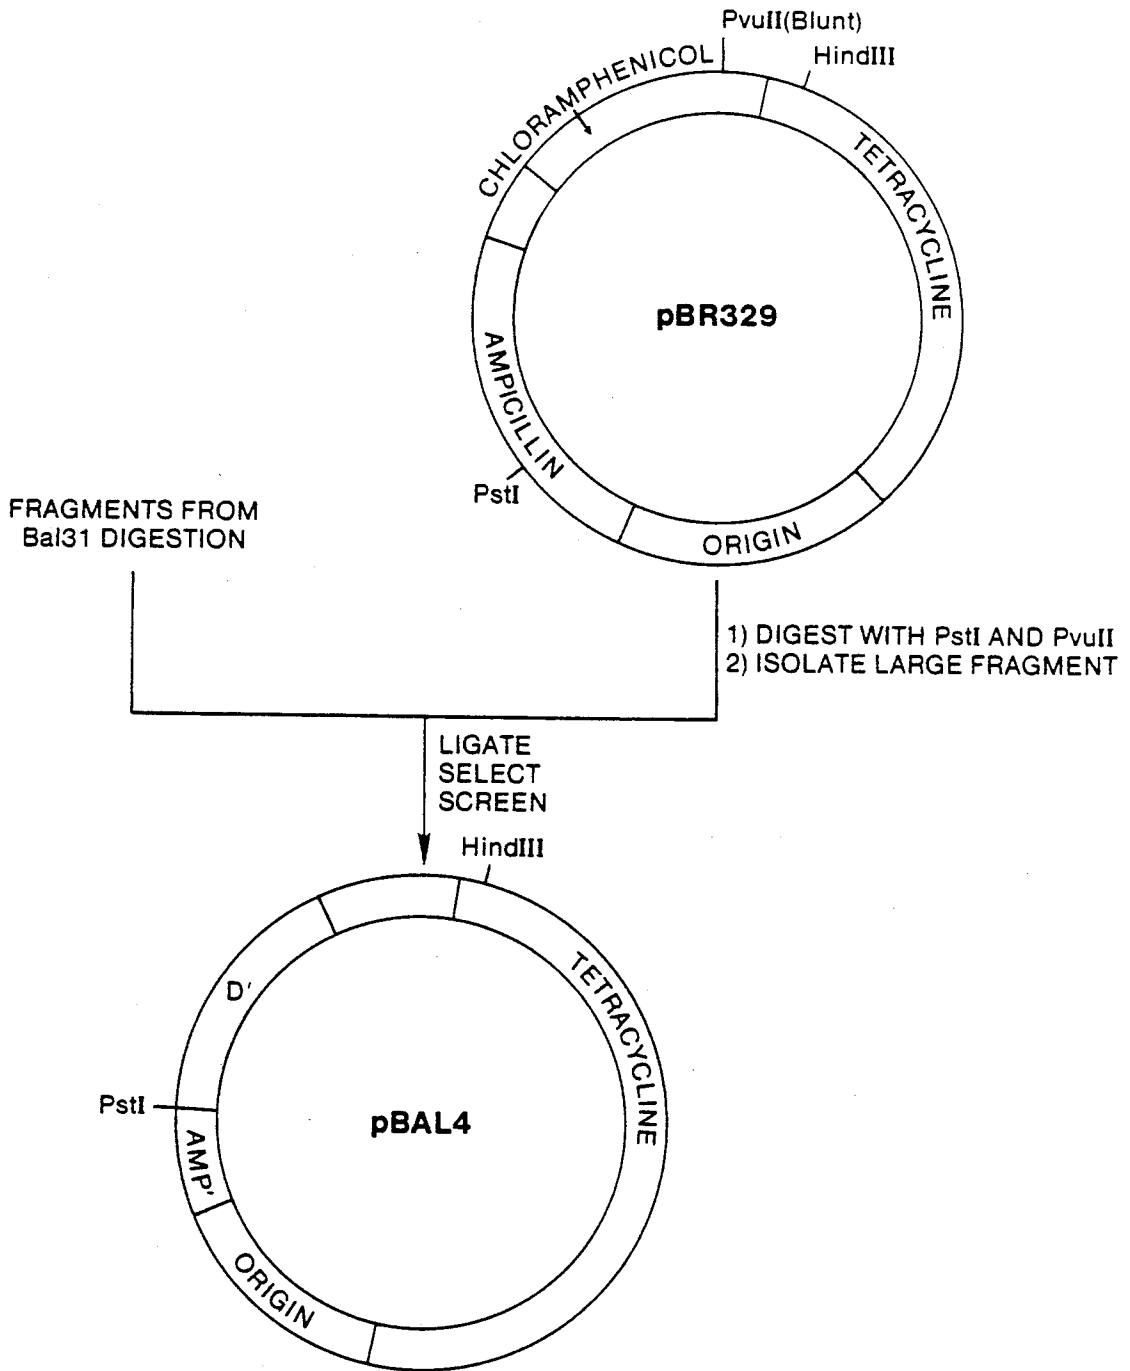 PvuII(Blunt)
HindIII
CHLORAMPHENICOL
TETRACYCLINE
pBR329
AMPICILLIN
PstI
ORIGIN
FRAGMENTS FROM
Bal31 DIGESTION
1) DIGEST WITH PstI AND PvuII
2) ISOLATE LARGE FRAGMENT
LIGATE
SELECT
SCREEN
HindIII
TETRACYCLINE
D'
PstI
pBAL4
AMP'
ORIGIN